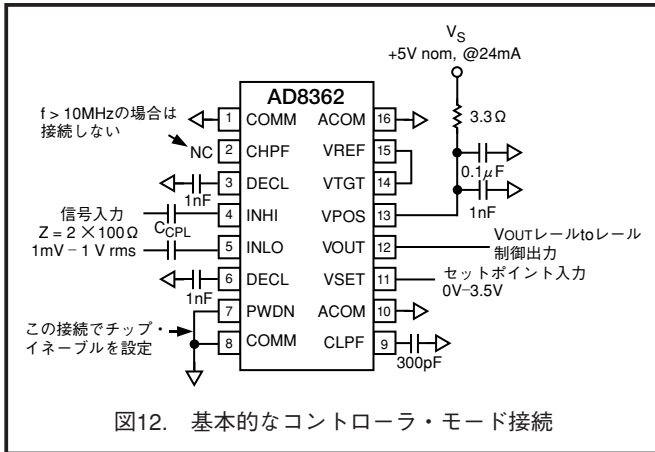 V_S
+5V nom, @24mA
AD8362
f > 10MHzの場合は
接続しない
NC
1 COMM ACOM 16
2 CHPF VREF 15
3 DECL VTGT 14
4 INHI VPOS 13
5 INLO VOUT 12
6 DECL VSET 11
7 PWDN ACOM 10
8 COMM CLPF 9
3.3Ω
0.1μF
1nF
1nF
信号入力
Z = 2 × 100Ω
1mV – 1 V rms
C_CPL
1nF
VOUTレールtoレール
制御出力
セットポイント入力
0V–3.5V
この接続でチップ・
イネーブルを設定
300pF
図12. 基本的なコントローラ・モード接続